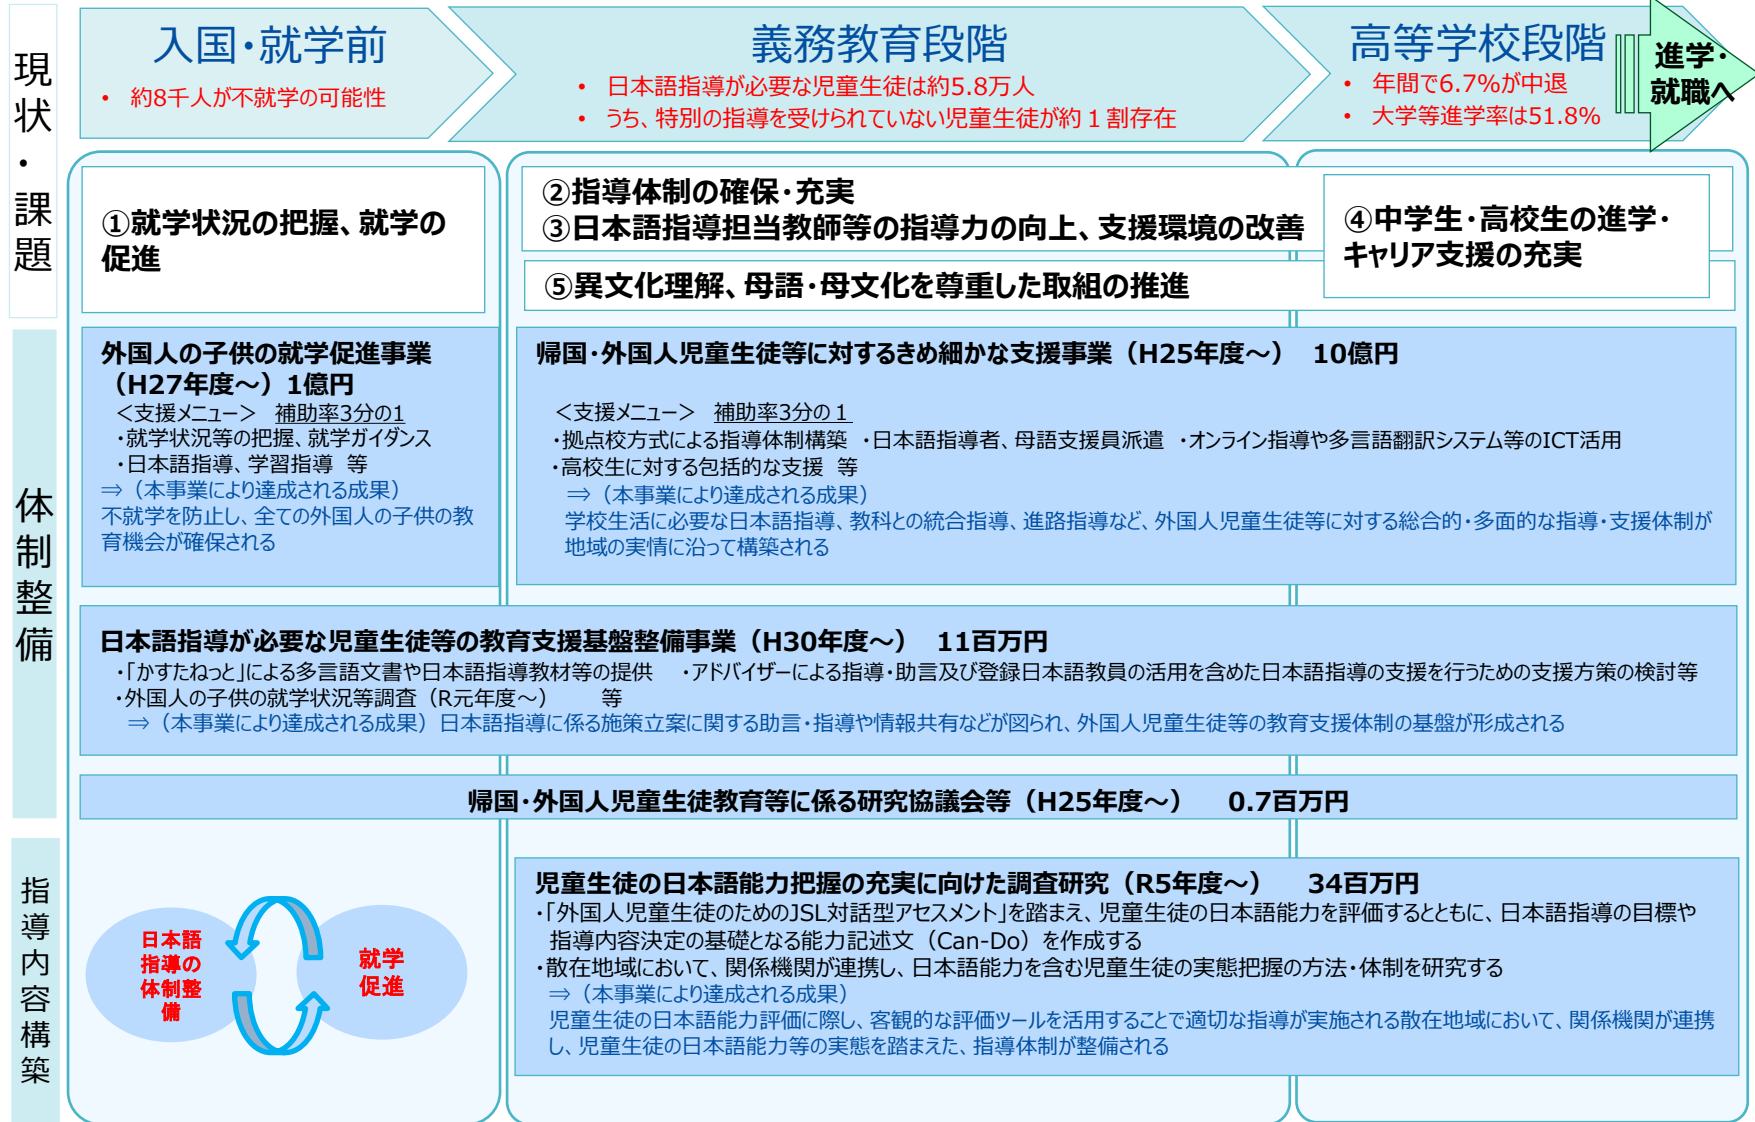 現状・課題
入国・就学前
・ 約8千人が不就学の可能性
義務教育段階
・ 日本語指導が必要な児童生徒は約5.8万人
・ うち、特別の指導を受けられていない児童生徒が約１割存在
高等学校段階
・ 年間で6.7%が中退
・ 大学等進学率は51.8%
進学・
就職へ
①就学状況の把握、就学の
促進
②指導体制の確保・充実
③日本語指導担当教師等の指導力の向上、支援環境の改善
④中学生・高校生の進学・
キャリア支援の充実
⑤異文化理解、母語・母文化を尊重した取組の推進
体制整備
外国人の子供の就学促進事業
（H27年度～）1億円
＜支援メニュー＞ 補助率3分の1
・就学状況等の把握、就学ガイダンス
・日本語指導、学習指導 等
⇒（本事業により達成される成果）
不就学を防止し、全ての外国人の子供の教
育機会が確保される
帰国・外国人児童生徒等に対するきめ細かな支援事業（H25年度～） 10億円
＜支援メニュー＞ 補助率3分の１
・拠点校方式による指導体制構築 ・日本語指導者、母語支援員派遣 ・オンライン指導や多言語翻訳システム等のICT活用
・高校生に対する包括的な支援 等
⇒（本事業により達成される成果）
学校生活に必要な日本語指導、教科との統合指導、進路指導など、外国人児童生徒等に対する総合的・多面的な指導・支援体制が
地域の実情に沿って構築される
日本語指導が必要な児童生徒等の教育支援基盤整備事業（H30年度～） 11百万円
・「かすたねっと」による多言語文書や日本語指導教材等の提供 ・アドバイザーによる指導・助言及び登録日本語教員の活用を含めた日本語指導の支援を行うための支援方策の検討等
・外国人の子供の就学状況等調査（R元年度～） 等
⇒（本事業により達成される成果）日本語指導に係る施策立案に関する助言・指導や情報共有などが図られ、外国人児童生徒等の教育支援体制の基盤が形成される
帰国・外国人児童生徒教育等に係る研究協議会等（H25年度～） 0.7百万円
指導内容構築
日本語
指導の
体制整
備
就学
促進
児童生徒の日本語能力把握の充実に向けた調査研究（R5年度～） 34百万円
・「外国人児童生徒のためのJSL対話型アセスメント」を踏まえ、児童生徒の日本語能力を評価するとともに、日本語指導の目標や
指導内容決定の基礎となる能力記述文（Can-Do）を作成する
・散在地域において、関係機関が連携し、日本語能力を含む児童生徒の実態把握の方法・体制を研究する
⇒（本事業により達成される成果）
児童生徒の日本語能力評価に際し、客観的な評価ツールを活用することで適切な指導が実施される散在地域において、関係機関が連携
し、児童生徒の日本語能力等の実態を踏まえた、指導体制が整備される